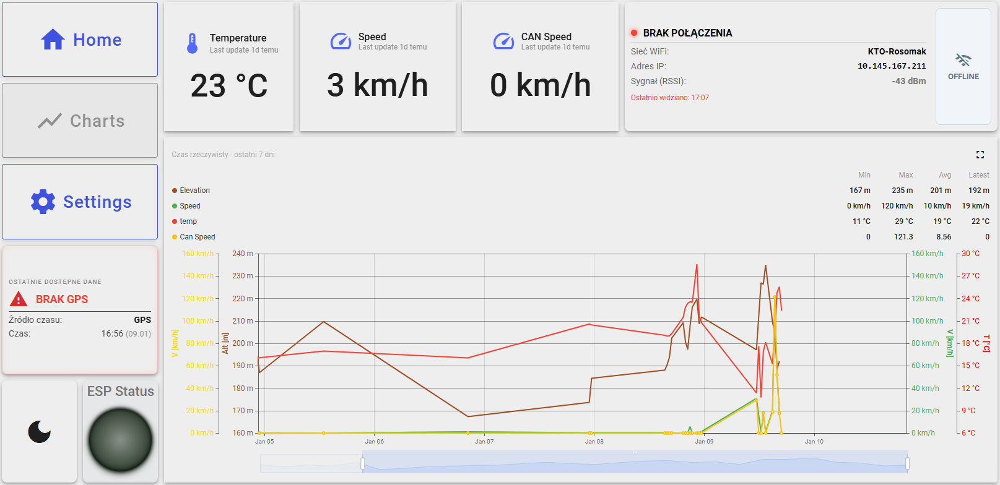 Home
Charts
Settings
OSTATNIE DOSTĘPNE DANE
BRAK GPS
Źródło czasu: GPS
Czas: 16:56 (09.01)
ESP Status
Temperature
Last update 1d temu
23 °C
Speed
Last update 1d temu
3 km/h
CAN Speed
Last update 1d temu
0 km/h
BRAK POŁĄCZENIA
Sieć WiFi: KTO-Rosomak
Adres IP: 10.145.167.211
Sygnał (RSSI): -43 dBm
Ostatnio widziano: 17:07
OFFLINE
Czas rzeczywisty - ostatni 7 dni
Min Max Avg Latest
Elevation 167 m 235 m 201 m 192 m
Speed 0 km/h 120 km/h 10 km/h 19 km/h
temp 11 °C 29 °C 19 °C 22 °C
Can Speed 0 121.3 8.56 0
160 km/h 240 m 160 km/h 30 °C
140 km/h 230 m 140 km/h 27 °C
120 km/h 220 m 120 km/h 24 °C
100 km/h 210 m 100 km/h 21 °C
80 km/h 200 m 80 km/h 18 °C
60 km/h 190 m 60 km/h 15 °C
40 km/h 180 m 40 km/h 12 °C
20 km/h 170 m 20 km/h 9 °C
0 km/h 160 m 0 km/h 6 °C
V [km/h]
Alt [m]
V [km/h]
T [°C]
Jan 05 Jan 06 Jan 07 Jan 08 Jan 09 Jan 10